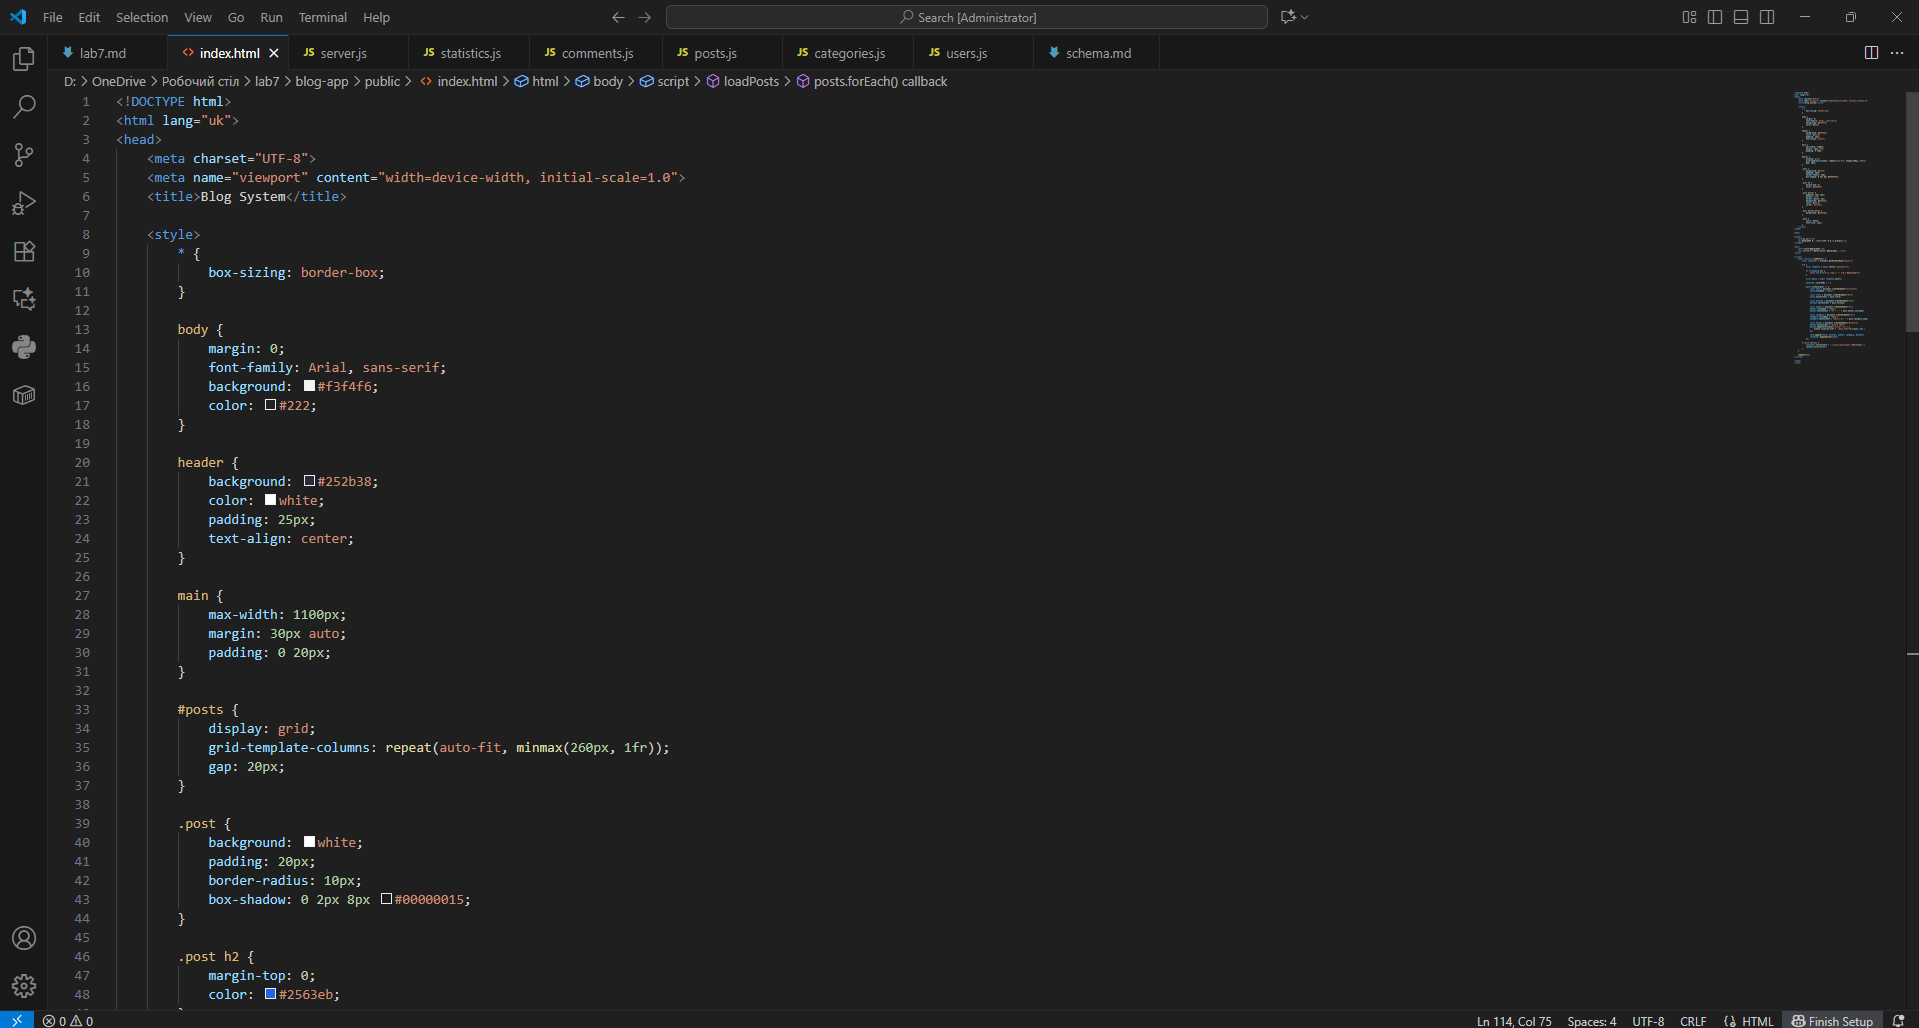 File Edit Selection View Go Run Terminal Help Search [Administrator]
lab7.md index.html server.js statistics.js comments.js posts.js categories.js users.js schema.md
D: > OneDrive > Робочий стіл > lab7 > blog-app > public > index.html > html > body > script > loadPosts > posts.forEach() callback
1 <!DOCTYPE html>
2 <html lang="uk">
3 <head>
4 <meta charset="UTF-8">
5 <meta name="viewport" content="width=device-width, initial-scale=1.0">
6 <title>Blog System</title>
7
8 <style>
9 * {
10 box-sizing: border-box;
11 }
12
13 body {
14 margin: 0;
15 font-family: Arial, sans-serif;
16 background: #f3f4f6;
17 color: #222;
18 }
19
20 header {
21 background: #252b38;
22 color: white;
23 padding: 25px;
24 text-align: center;
25 }
26
27 main {
28 max-width: 1100px;
29 margin: 30px auto;
30 padding: 0 20px;
31 }
32
33 #posts {
34 display: grid;
35 grid-template-columns: repeat(auto-fit, minmax(260px, 1fr));
36 gap: 20px;
37 }
38
39 .post {
40 background: white;
41 padding: 20px;
42 border-radius: 10px;
43 box-shadow: 0 2px 8px #00000015;
44 }
45
46 .post h2 {
47 margin-top: 0;
48 color: #2563eb;
0 0 Ln 114, Col 75 Spaces: 4 UTF-8 CRLF {} HTML Finish Setup